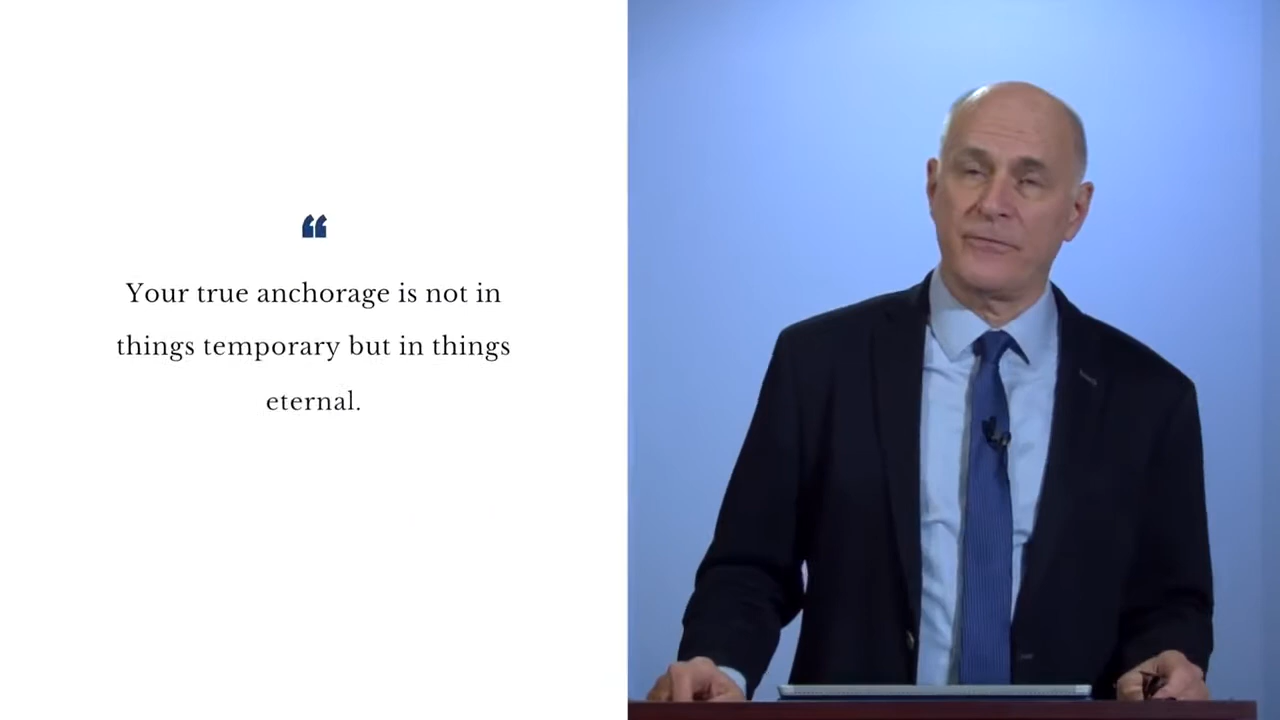 ❝
Your true anchorage is not in
things temporary but in things
eternal.